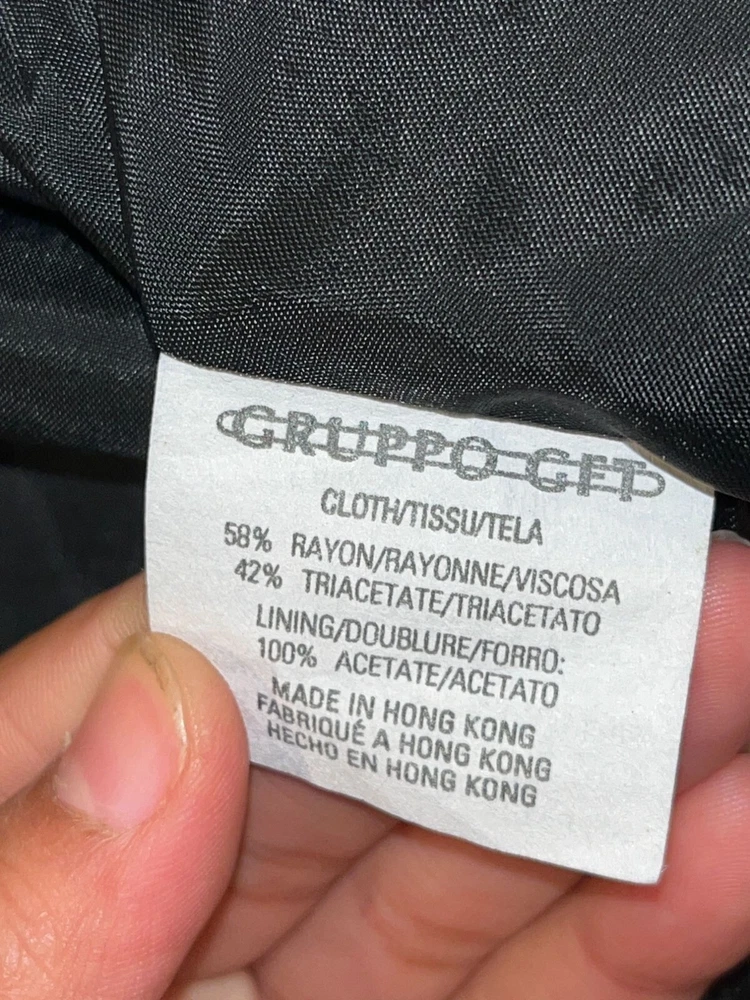 GRUPPO GFT
CLOTH/TISSU/TELA
58% RAYON/RAYONNE/VISCOSA
42% TRIACETATE/TRIACETATO
LINING/DOUBLURE/FORRO:
100% ACETATE/ACETATO
MADE IN HONG KONG
FABRIQUÉ A HONG KONG
HECHO EN HONG KONG